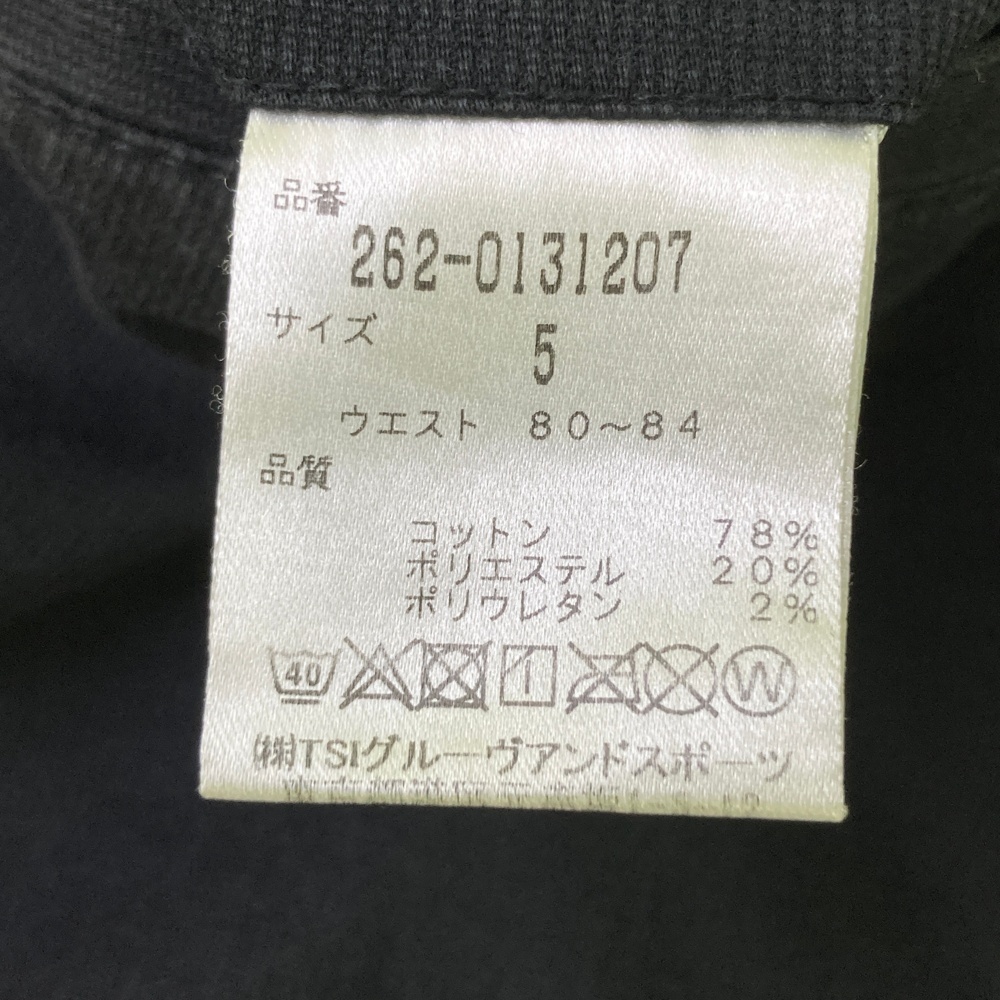 品番
262-0131207
サイズ 5
ウエスト 80～84
品質
コットン 78%
ポリエステル 20%
ポリウレタン 2%
40 W
㈱TSIグルーヴアンドスポーツ